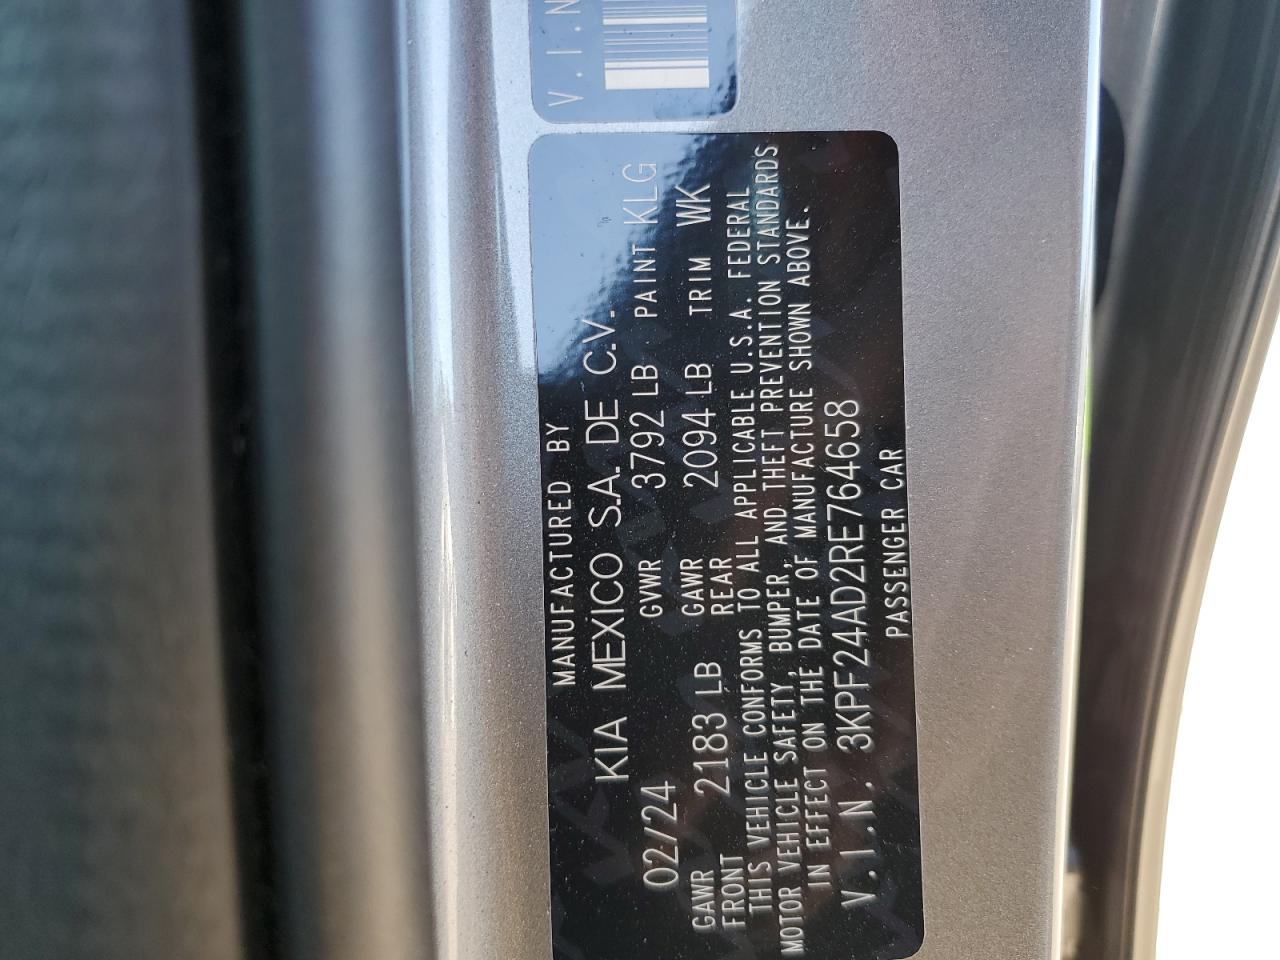 V.I.N
MANUFACTURED BY
KIA MEXICO S.A. DE C.V.
02/24 GVWR 3792 LB PAINT KLG
GAWR FRONT 2183 LB GAWR REAR 2094 LB TRIM WK
THIS VEHICLE CONFORMS TO ALL APPLICABLE U.S.A. FEDERAL
MOTOR VEHICLE SAFETY, BUMPER, AND THEFT PREVENTION STANDARDS
IN EFFECT ON THE DATE OF MANUFACTURE SHOWN ABOVE.
V.I.N. 3KPF24AD2RE764658
PASSENGER CAR